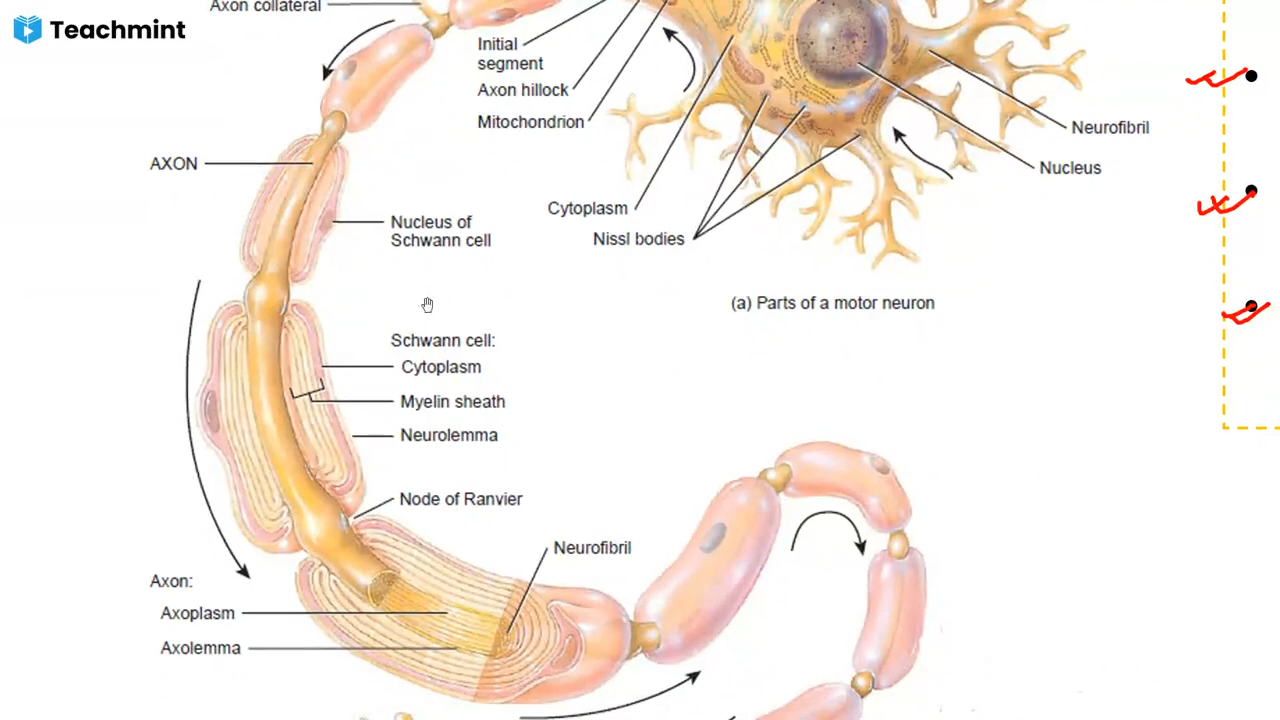 Teachmint
Axon collateral
Initial
segment
Axon hillock
Mitochondrion
Neurofibril
Nucleus
AXON
Cytoplasm
Nissl bodies
Nucleus of
Schwann cell
(a) Parts of a motor neuron
Schwann cell:
Cytoplasm
Myelin sheath
Neurolemma
Node of Ranvier
Neurofibril
Axon:
Axoplasm
Axolemma